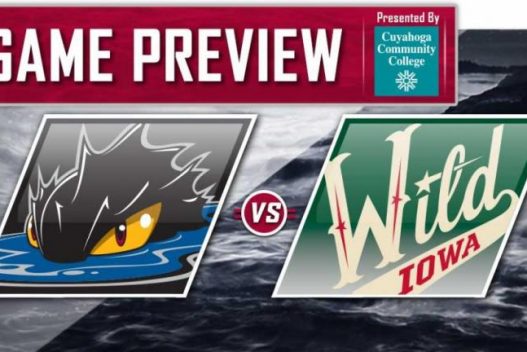 GAME PREVIEW
Presented By
Cuyahoga
Community
College
VS
Wild
IOWA